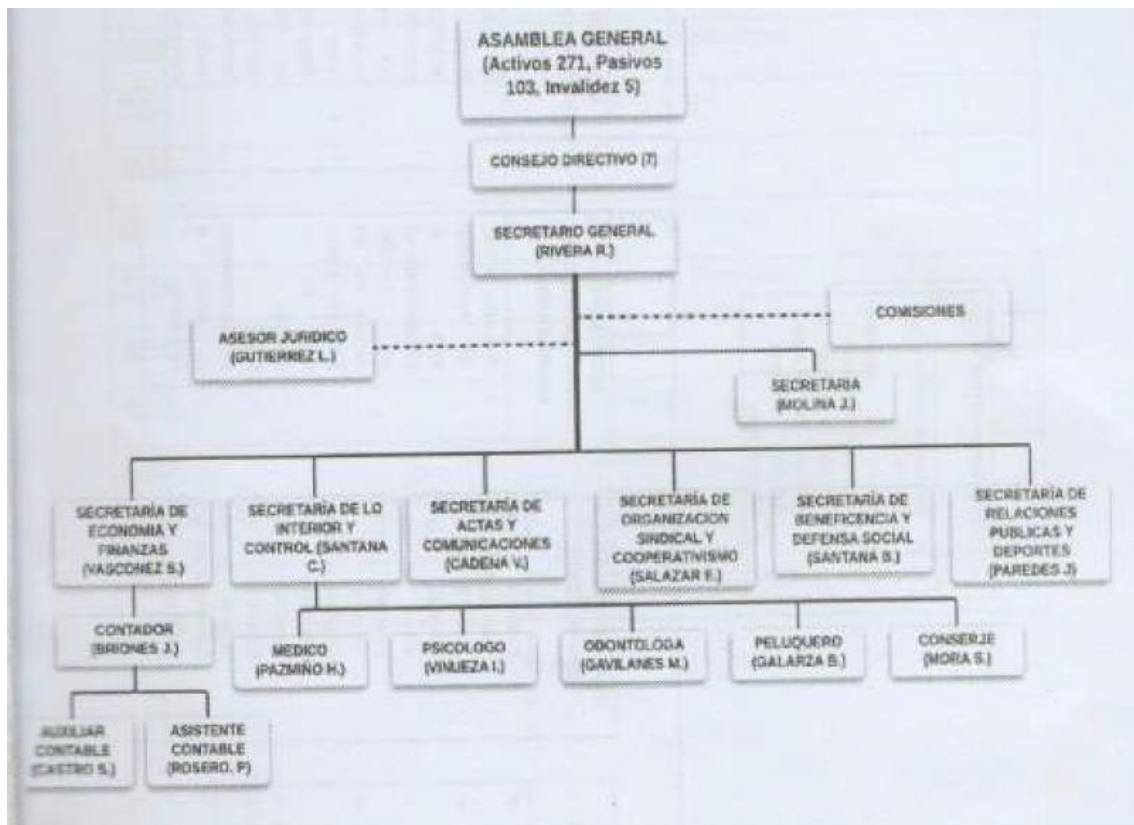 ASAMBLEA GENERAL
(Activos 271, Pasivos
103, Invalidez 5)
CONSEJO DIRECTIVO (7)
SECRETARIO GENERAL
(RIVERA R.)
COMISIONES
ASESOR JURIDICO
(GUTIERREZ L.)
SECRETARIA
(MOLINA J.)
SECRETARÍA DE
ECONOMIA Y
FINANZAS
(VASCONEZ S.)
SECRETARÍA DE LO
INTERIOR Y
CONTROL (SANTANA
C.)
SECRETARÍA DE
ACTAS Y
COMUNICACIONES
(CADENA V.)
SECRETARÍA DE
ORGANIZACION
SINDICAL Y
COOPERATIVISMO
(SALAZAR E.)
SECRETARÍA DE
BENEFICENCIA Y
DEFENSA SOCIAL
(SANTANA B.)
SECRETARÍA DE
RELACIONES
PUBLICAS Y
DEPORTES
(PAREDES J)
CONTADOR
(BRIONES J.)
MEDICO
(PAZMIÑO H.)
PSICOLOGO
(VINUEZA I.)
ODONTOLOGA
(GAVILANES M.)
PELUQUERO
(GALARZA B.)
CONSERJE
(MORA S.)
AUXILIAR
CONTABLE
(CASTRO S.)
ASISTENTE
CONTABLE
(ROSERO. P)